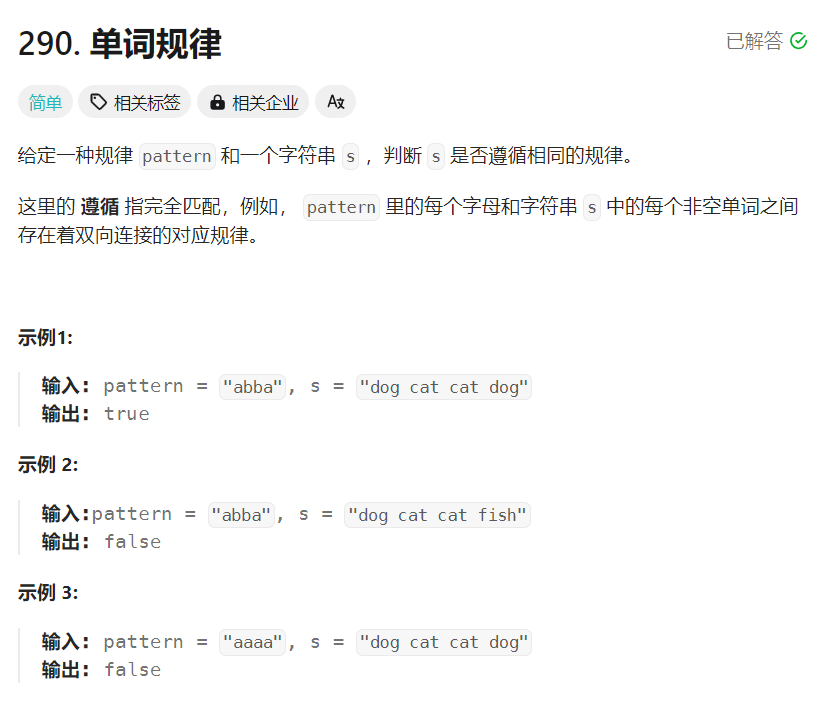 290. 单词规律
已解答
简单 相关标签 相关企业 Aあ
给定一种规律 pattern 和一个字符串 s ，判断 s 是否遵循相同的规律。
这里的 遵循 指完全匹配，例如， pattern 里的每个字母和字符串 s 中的每个非空单词之间
存在着双向连接的对应规律。
示例1:
输入: pattern = "abba", s = "dog cat cat dog"
输出: true
示例 2:
输入:pattern = "abba", s = "dog cat cat fish"
输出: false
示例 3:
输入: pattern = "aaaa", s = "dog cat cat dog"
输出: false